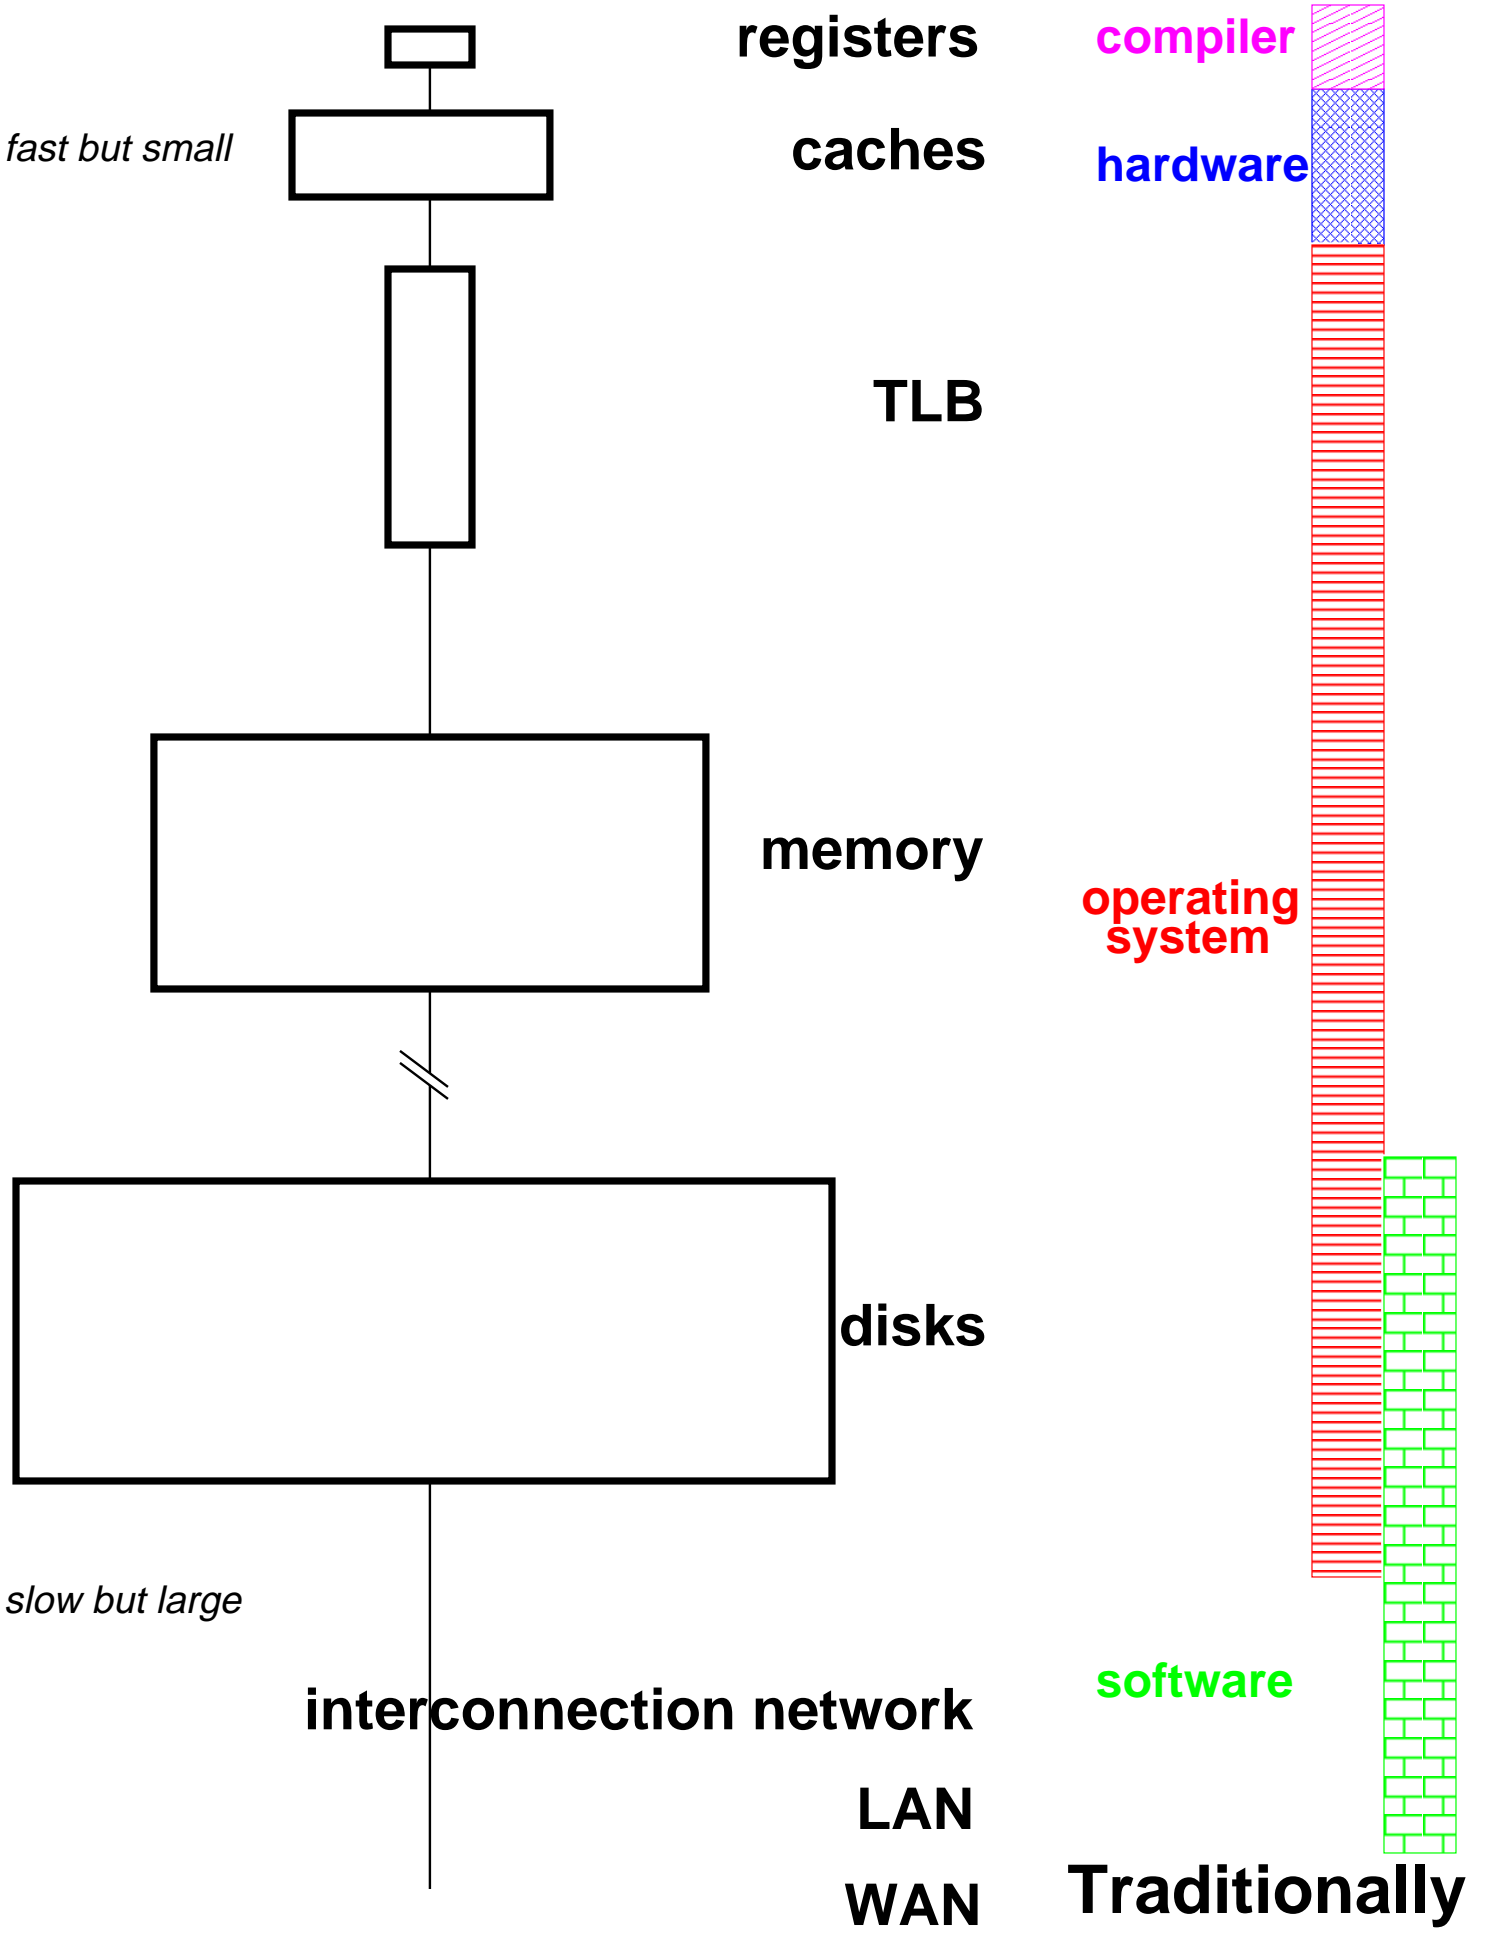 registers
compiler
fast but small
caches
hardware
TLB
memory
operating
system
disks
slow but large
interconnection network
software
LAN
WAN
Traditionally